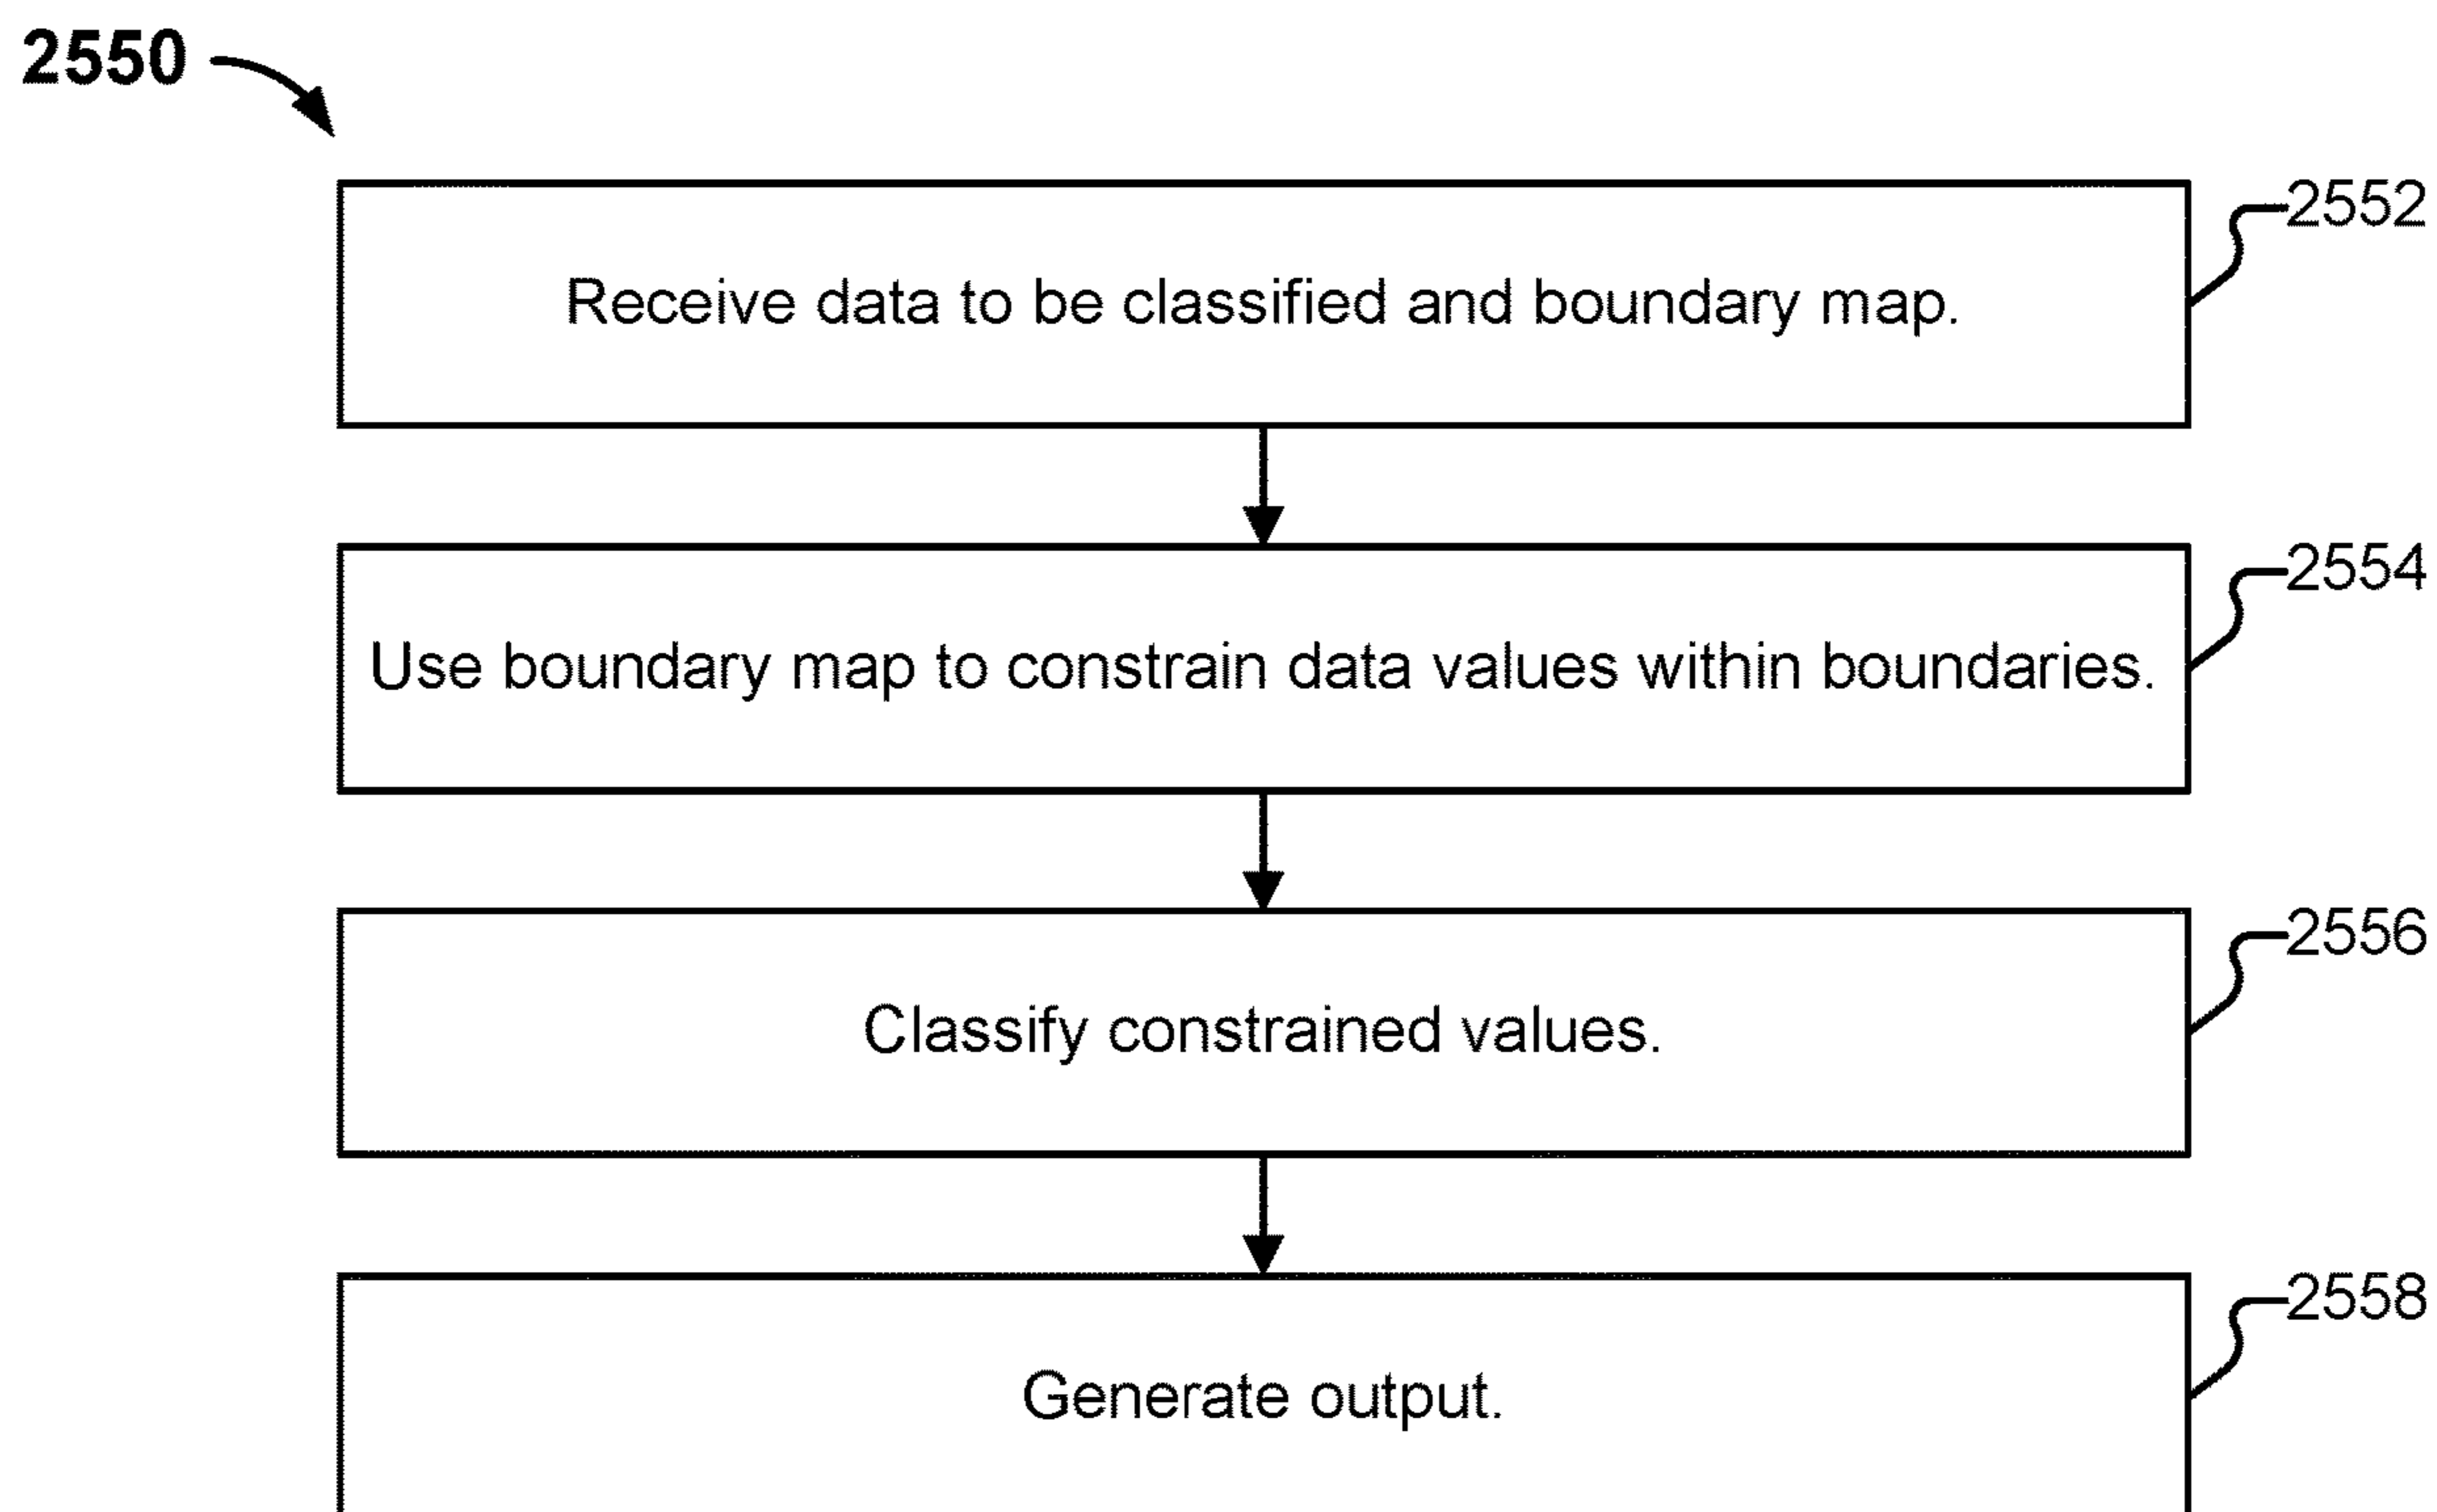 2550
2552
Receive data to be classified and boundary map.
2554
Use boundary map to constrain data values within boundaries.
2556
Classify constrained values.
2558
Generate output.